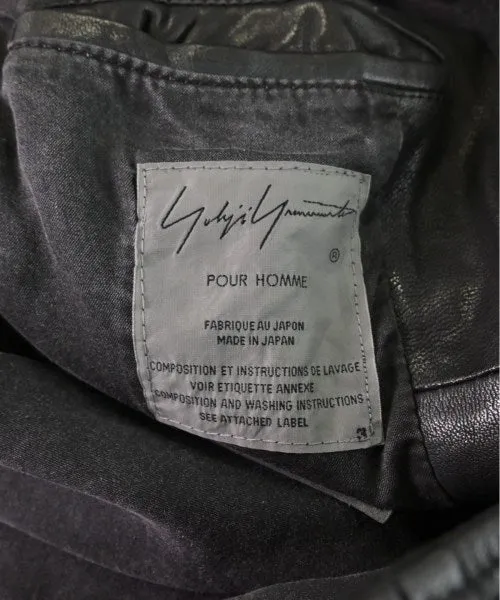 Yohji Yamamoto
®
POUR HOMME
FABRIQUE AU JAPON
MADE IN JAPAN
COMPOSITION ET INSTRUCTIONS DE LAVAGE
VOIR ETIQUETTE ANNEXE
COMPOSITION AND WASHING INSTRUCTIONS
SEE ATTACHED LABEL
3